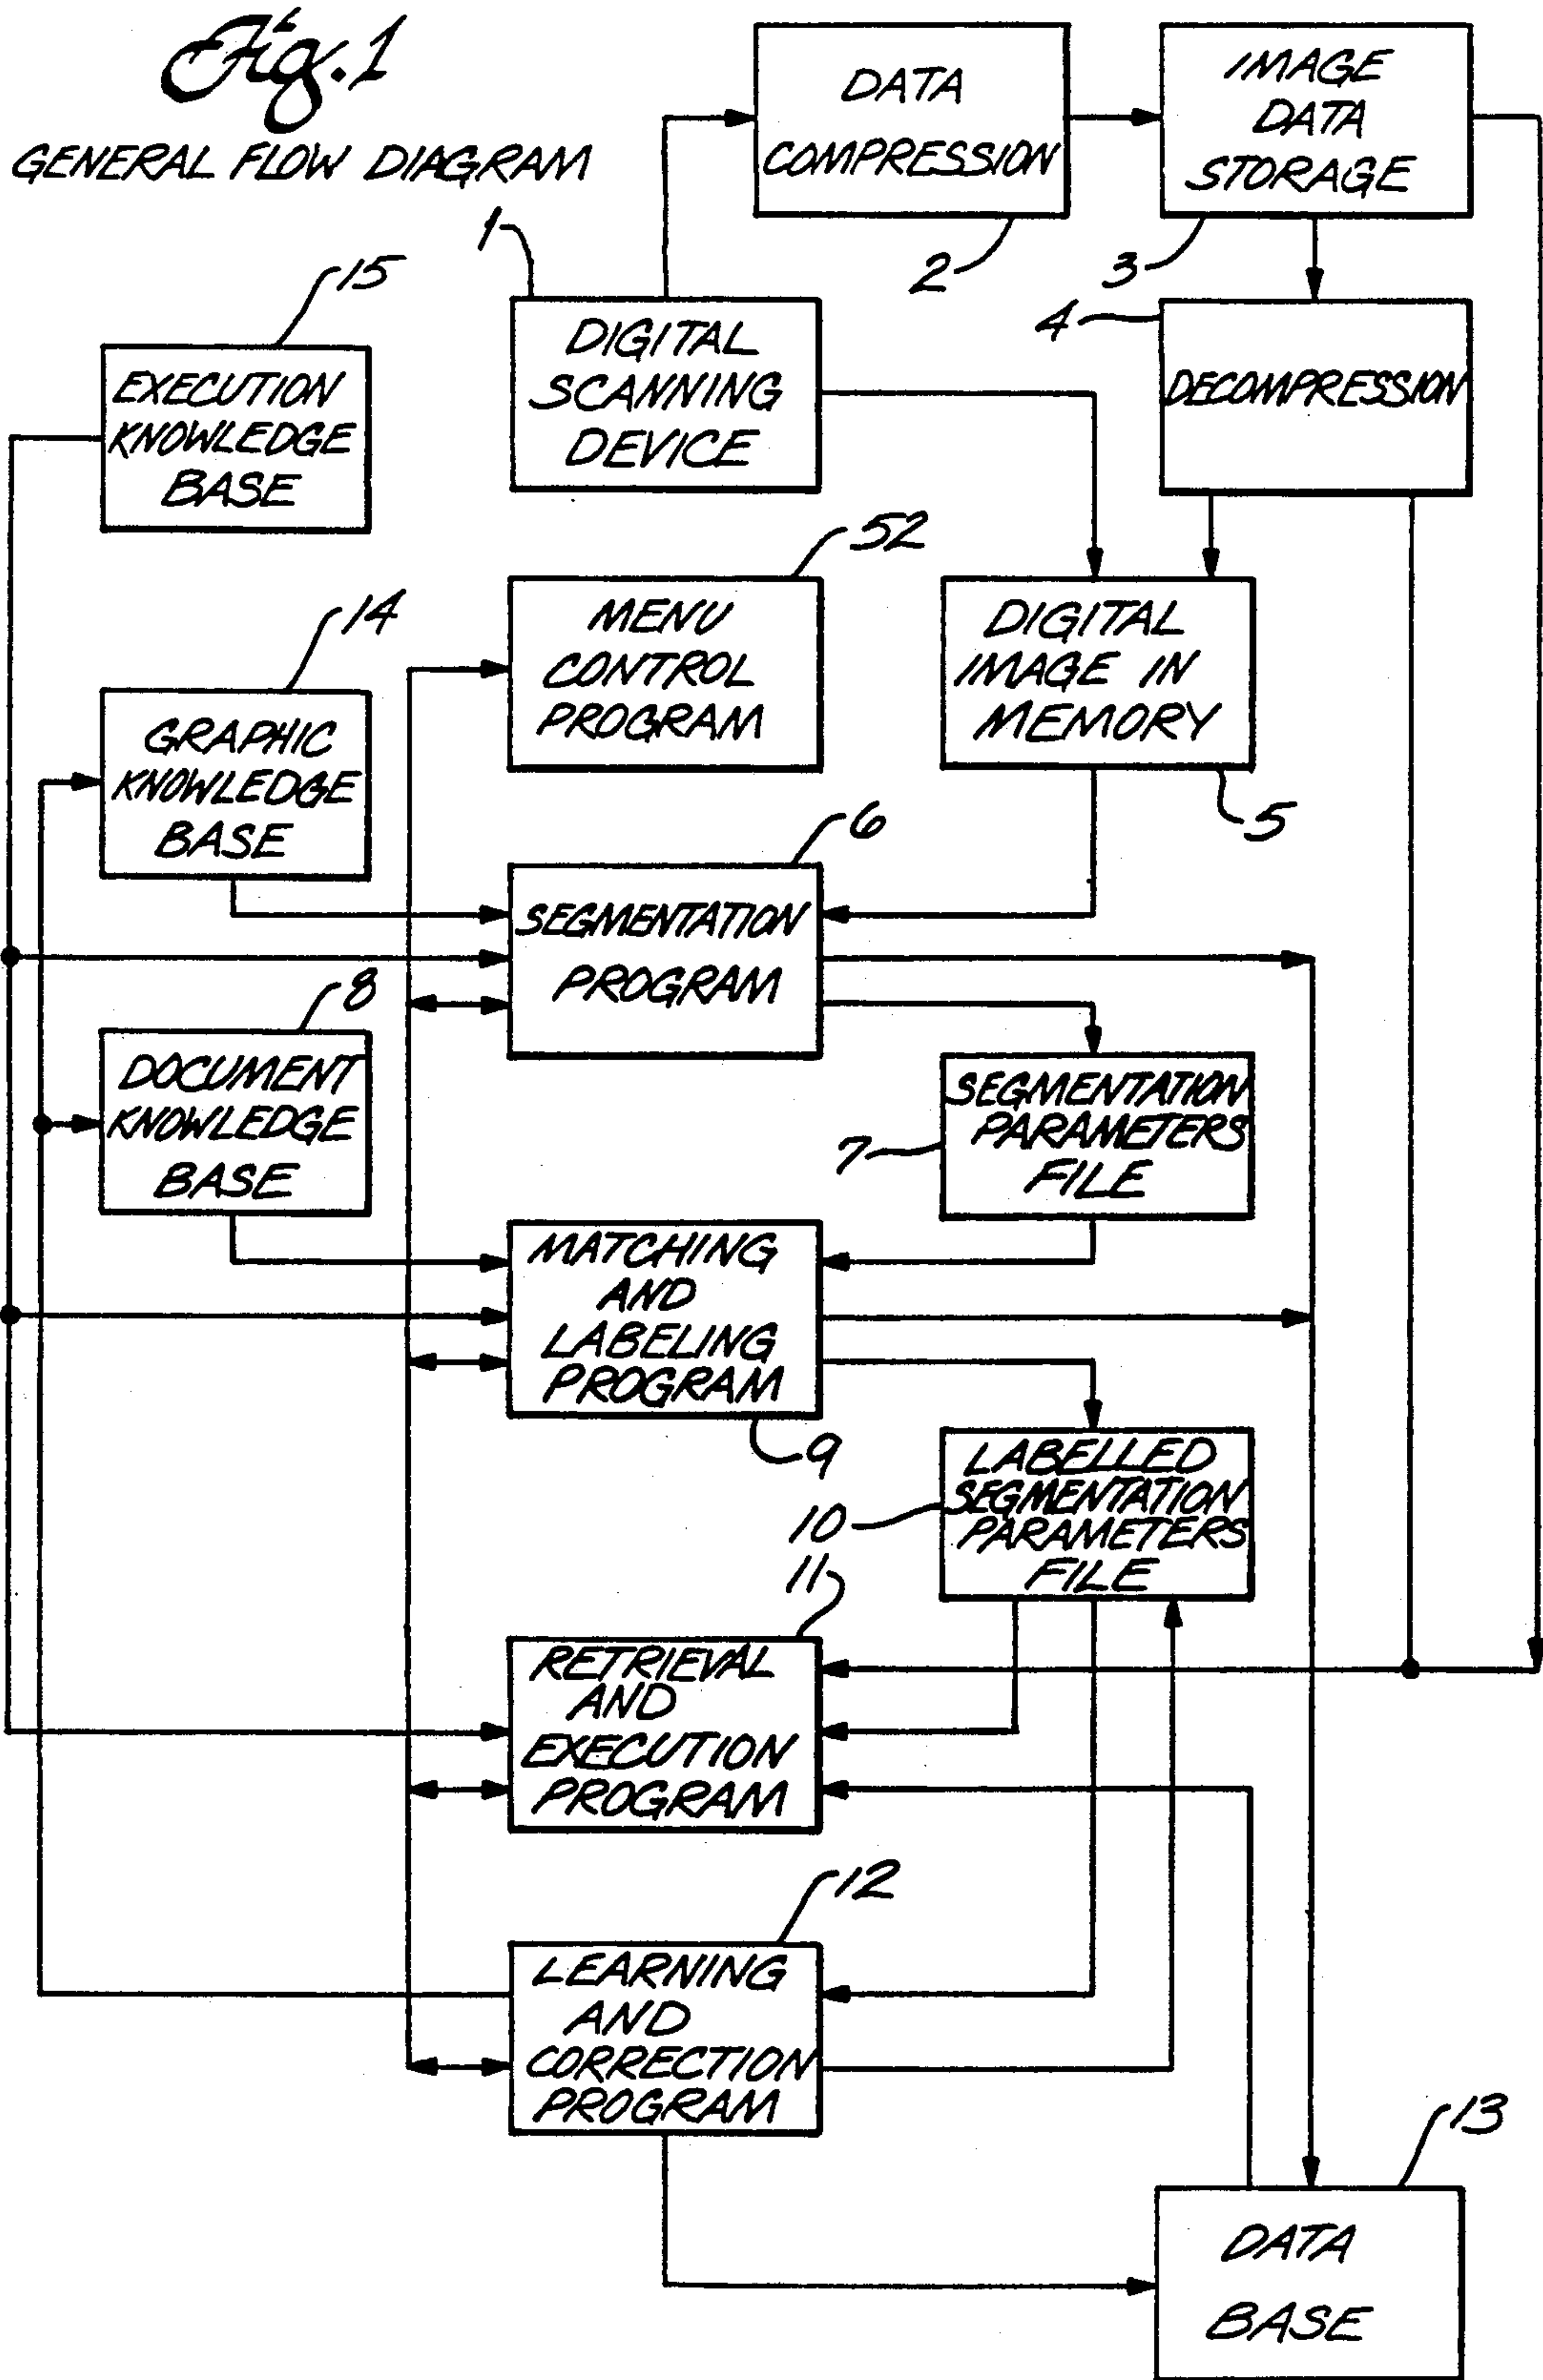 Fig. 1
GENERAL FLOW DIAGRAM
DATA
COMPRESSION
2
IMAGE
DATA
STORAGE
3
1
DIGITAL
SCANNING
DEVICE
4
DECOMPRESSION
15
EXECUTION
KNOWLEDGE
BASE
52
MENU
CONTROL
PROGRAM
DIGITAL
IMAGE IN
MEMORY
5
14
GRAPHIC
KNOWLEDGE
BASE
6
SEGMENTATION
PROGRAM
8
DOCUMENT
KNOWLEDGE
BASE
7
SEGMENTATION
PARAMETERS
FILE
MATCHING
AND
LABELING
PROGRAM
9
10
LABELLED
SEGMENTATION
PARAMETERS
FILE
11
RETRIEVAL
AND
EXECUTION
PROGRAM
12
LEARNING
AND
CORRECTION
PROGRAM
13
DATA
BASE